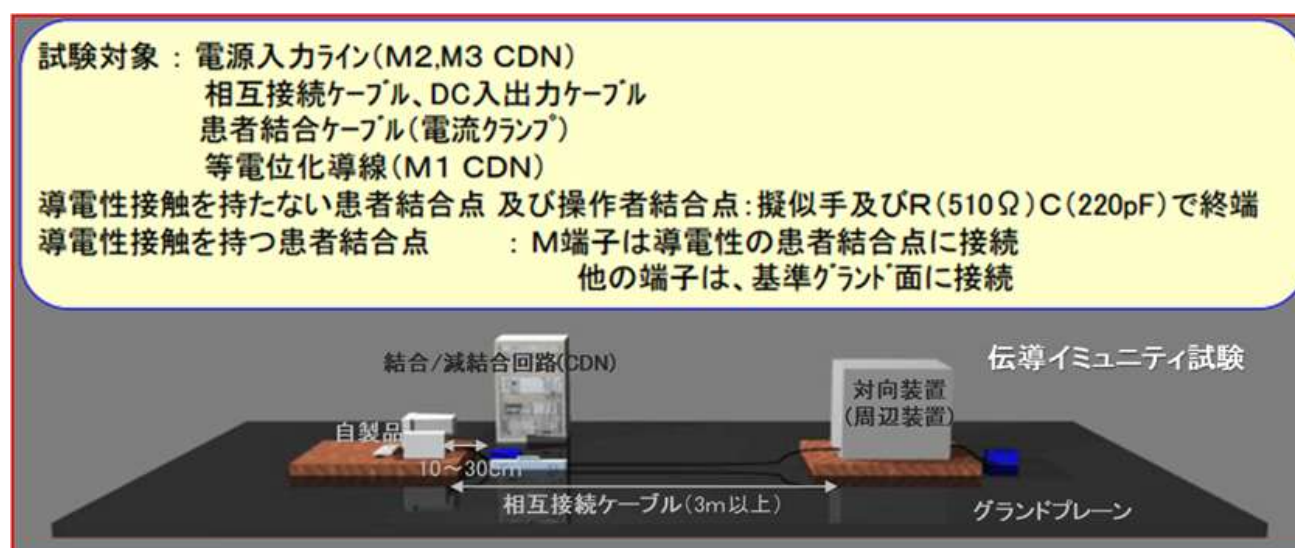 試験対象 : 電源入力ライン(M2,M3 CDN)
相互接続ケーブル、DC入出力ケーブル
患者結合ケーブル(電流クランプ)
等電位化導線(M1 CDN)
導電性接触を持たない患者結合点 及び操作者結合点:擬似手及びR(510Ω)C(220pF)で終端
導電性接触を持つ患者結合点 : M端子は導電性の患者結合点に接続
他の端子は、基準グランド面に接続
結合/減結合回路(CDN)
伝導イミュニティ試験
対向装置
(周辺装置)
自製品
10～30cm
相互接続ケーブル(3m以上)
グランドプレーン